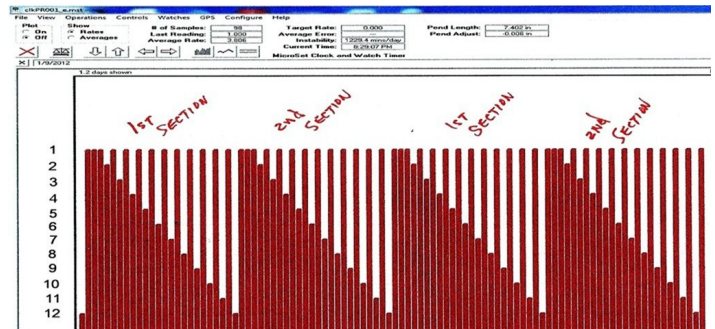 clkPR001_e.mst
File View Operations Controls Watches GPS Configure Help
Plot
On
Off
Show
Rates
Averages
# of Samples: 98
Last Reading: 1.000
Average Rate: 3.806
Target Rate: 0.000
Average Error: ---
Instability: 1229.4 mins/day
Current Time: 8:29:07 PM
Pend Length: 7.402 in
Pend Adjust: -0.008 in
MicroSet Clock and Watch Timer
1/9/2012
1.2 days shown
1st SECTION
2nd SECTION
1st SECTION
2nd SECTION
1
2
3
4
5
6
7
8
9
10
11
12